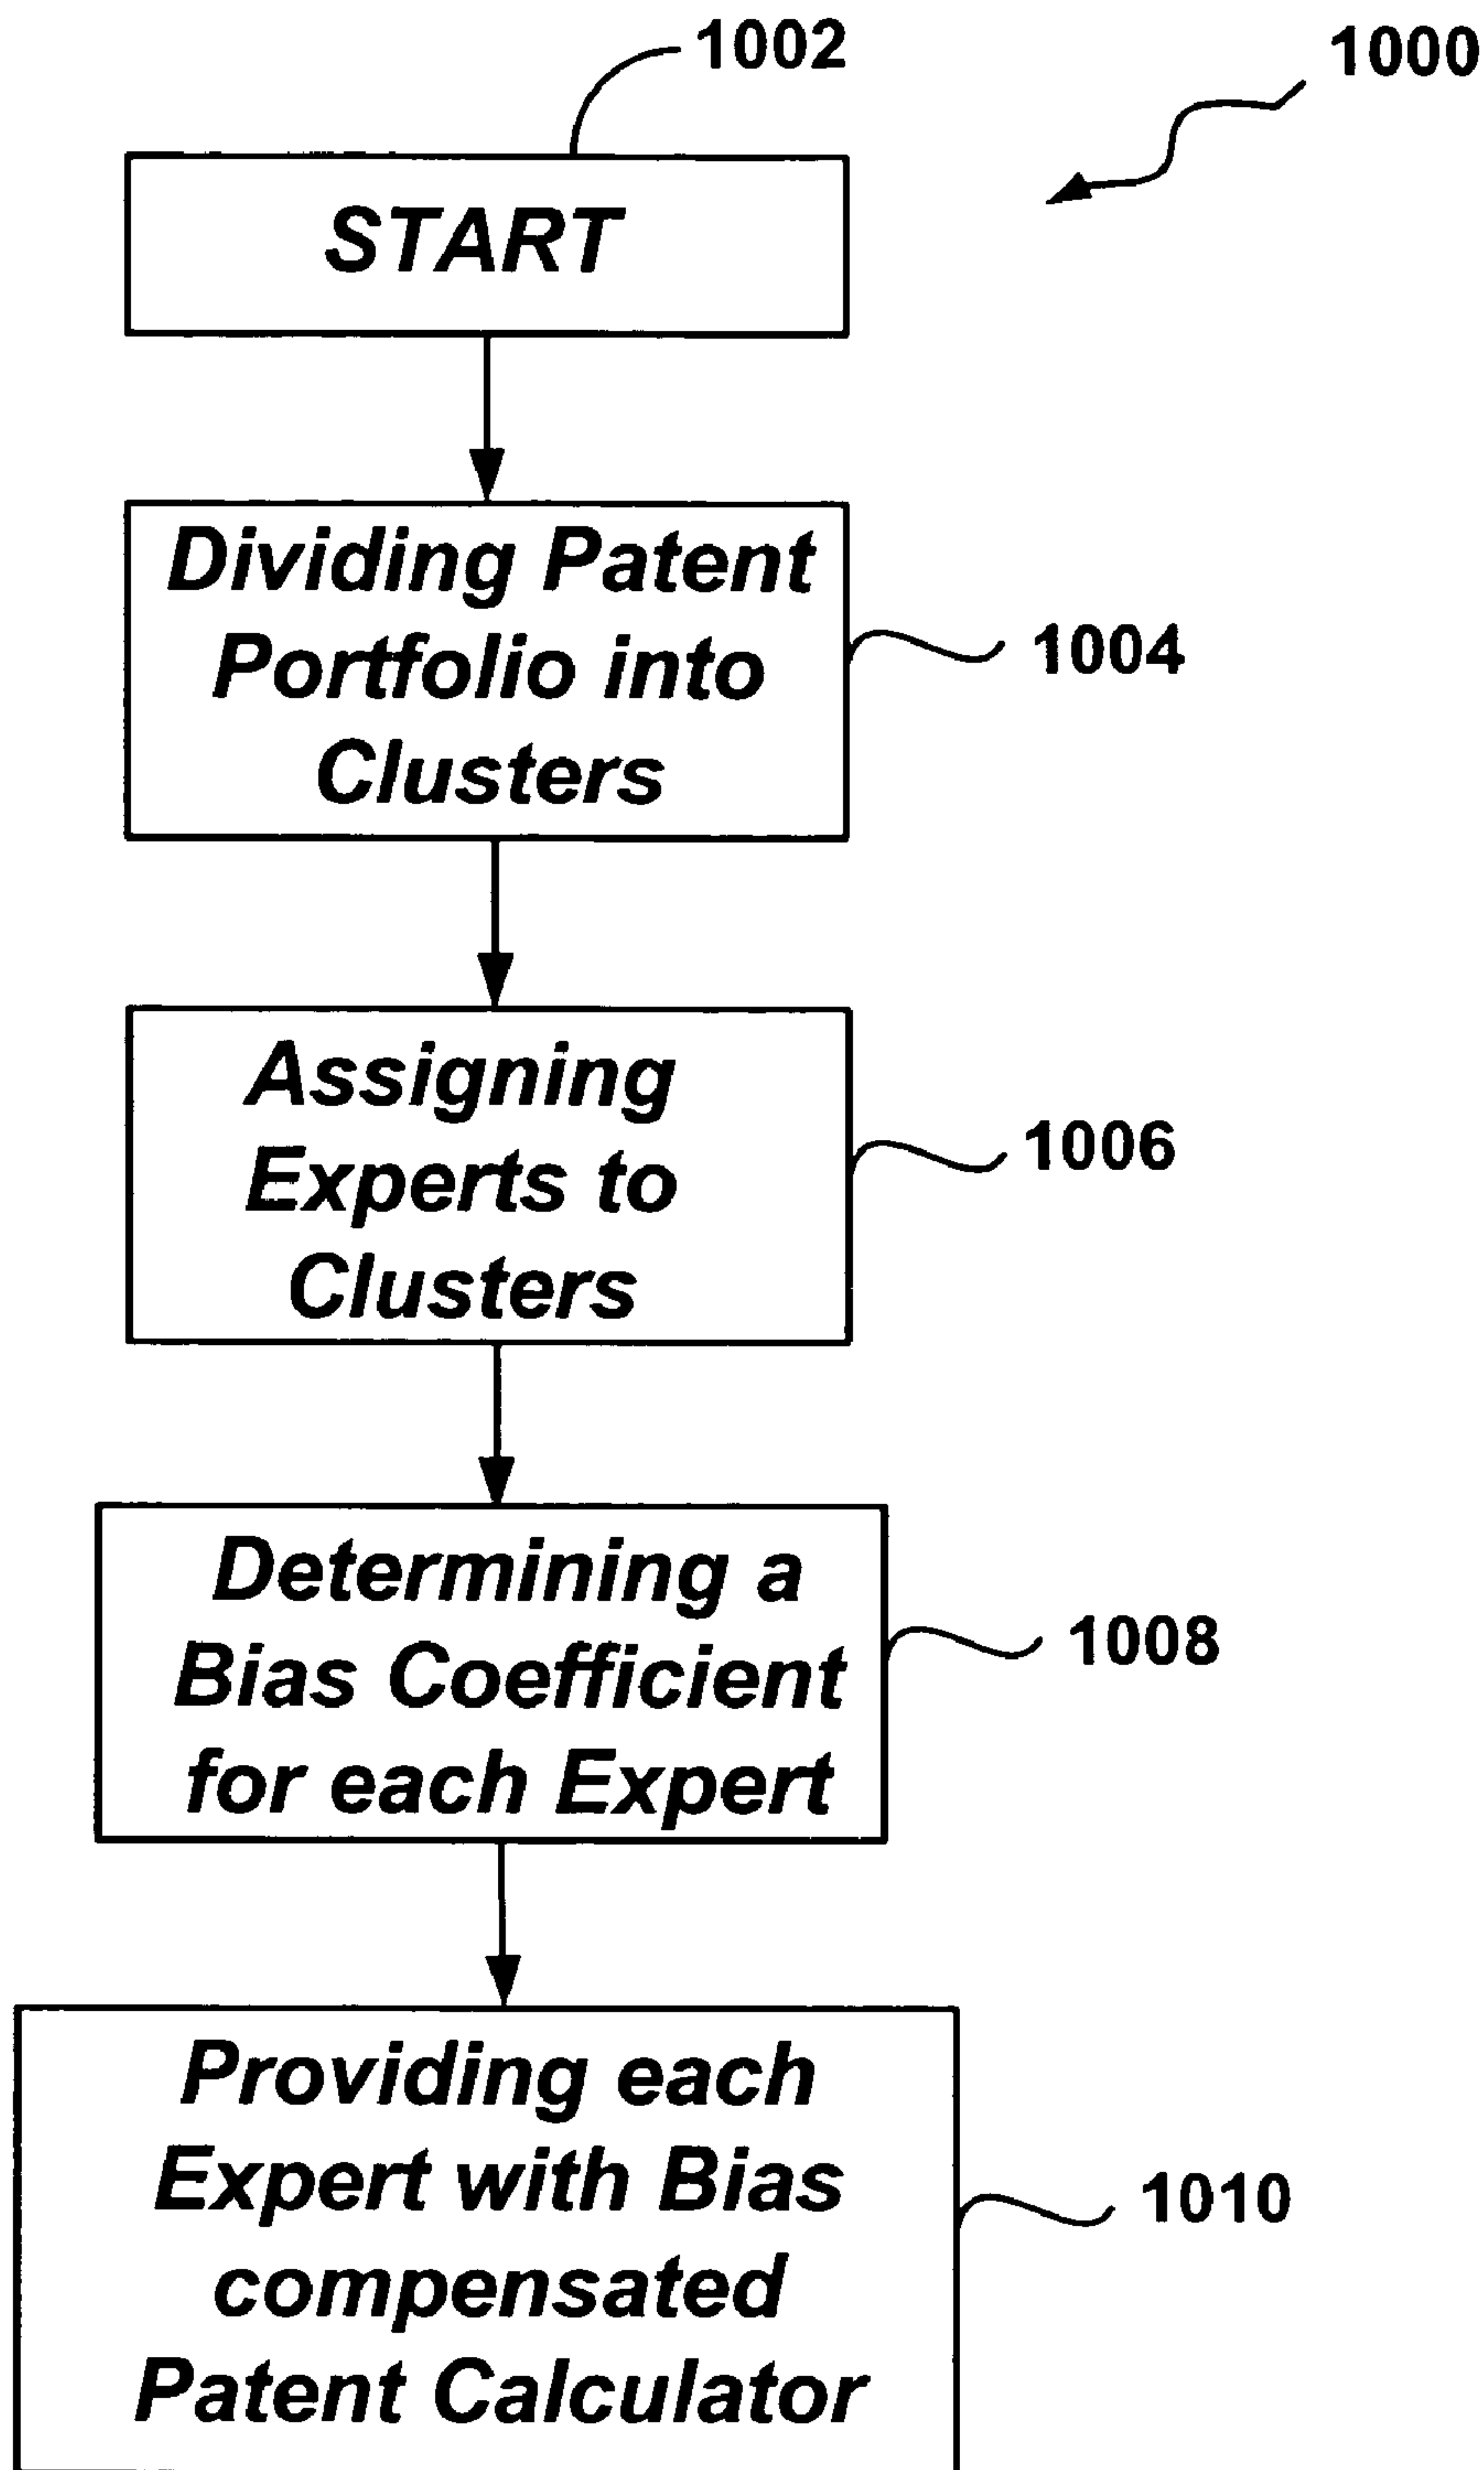 1002
1000
START
Dividing Patent
Portfolio into
Clusters
1004
Assigning
Experts to
Clusters
1006
Determining a
Bias Coefficient
for each Expert
1008
Providing each
Expert with Bias
compensated
Patent Calculator
1010